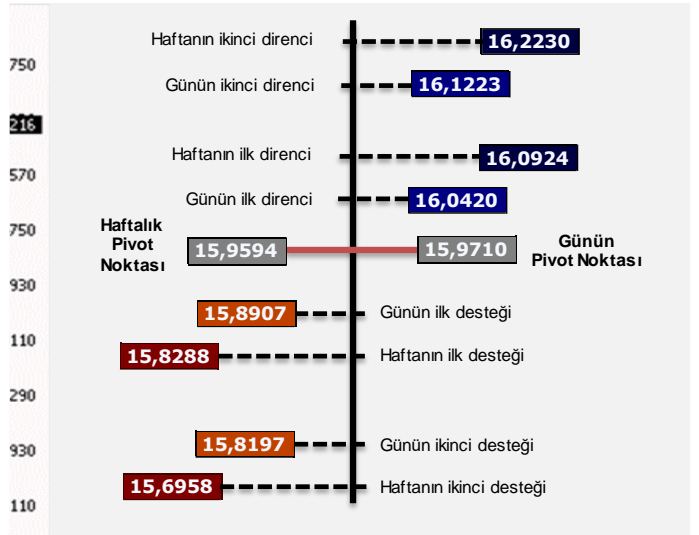 Haftanın ikinci direnci
16,2230
750
Günün ikinci direnci
16,1223
216
Haftanın ilk direnci
16,0924
570
Günün ilk direnci
16,0420
750
Haftalık
Pivot
Noktası
15,9594
15,9710
Günün
Pivot Noktası
930
15,8907
Günün ilk desteği
110
15,8288
Haftanın ilk desteği
290
15,8197
Günün ikinci desteği
930
15,6958
Haftanın ikinci desteği
110